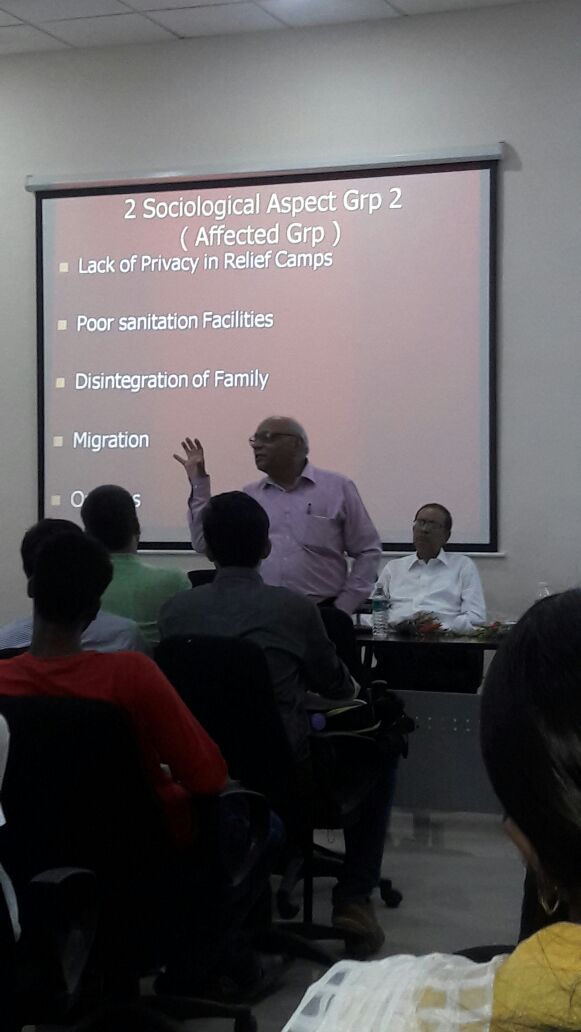 2 Sociological Aspect Grp 2
( Affected Grp )
Lack of Privacy in Relief Camps
Poor sanitation Facilities
Disintegration of Family
Migration